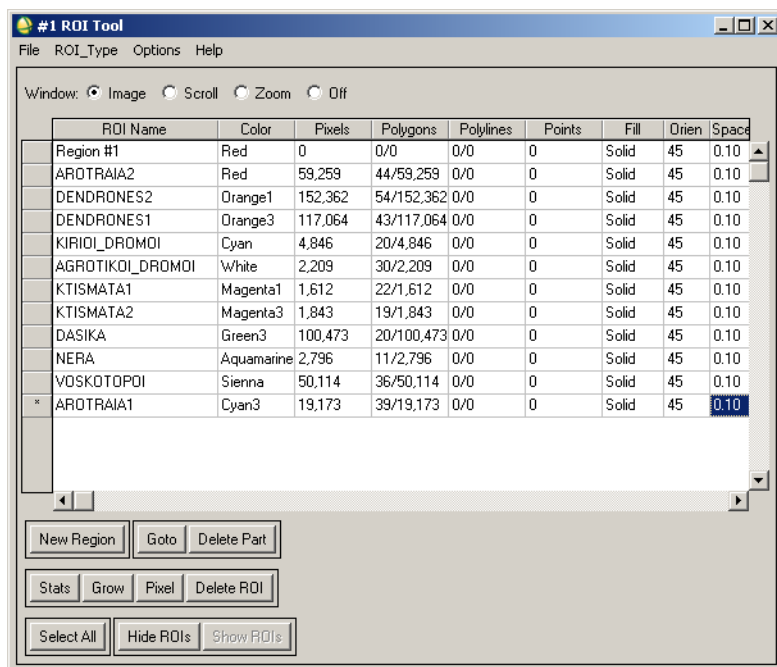 #1 ROI Tool
File ROI_Type Options Help
Window: Image Scroll Zoom Off
ROI Name Color Pixels Polygons Polylines Points Fill Orien Space
Region #1 Red 0 0/0 0/0 0 Solid 45 0.10
AROTRAIA2 Red 59,259 44/59,259 0/0 0 Solid 45 0.10
DENDRONES2 Orange1 152,362 54/152,362 0/0 0 Solid 45 0.10
DENDRONES1 Orange3 117,064 43/117,064 0/0 0 Solid 45 0.10
KIRIOI_DROMOI Cyan 4,846 20/4,846 0/0 0 Solid 45 0.10
AGROTIKOI_DROMOI White 2,209 30/2,209 0/0 0 Solid 45 0.10
KTISMATA1 Magenta1 1,612 22/1,612 0/0 0 Solid 45 0.10
KTISMATA2 Magenta3 1,843 19/1,843 0/0 0 Solid 45 0.10
DASIKA Green3 100,473 20/100,473 0/0 0 Solid 45 0.10
NERA Aquamarine 2,796 11/2,796 0/0 0 Solid 45 0.10
VOSKOTOPOI Sienna 50,114 36/50,114 0/0 0 Solid 45 0.10
* AROTRAIA1 Cyan3 19,173 39/19,173 0/0 0 Solid 45 0.10
New Region Goto Delete Part
Stats Grow Pixel Delete ROI
Select All Hide ROIs Show ROIs